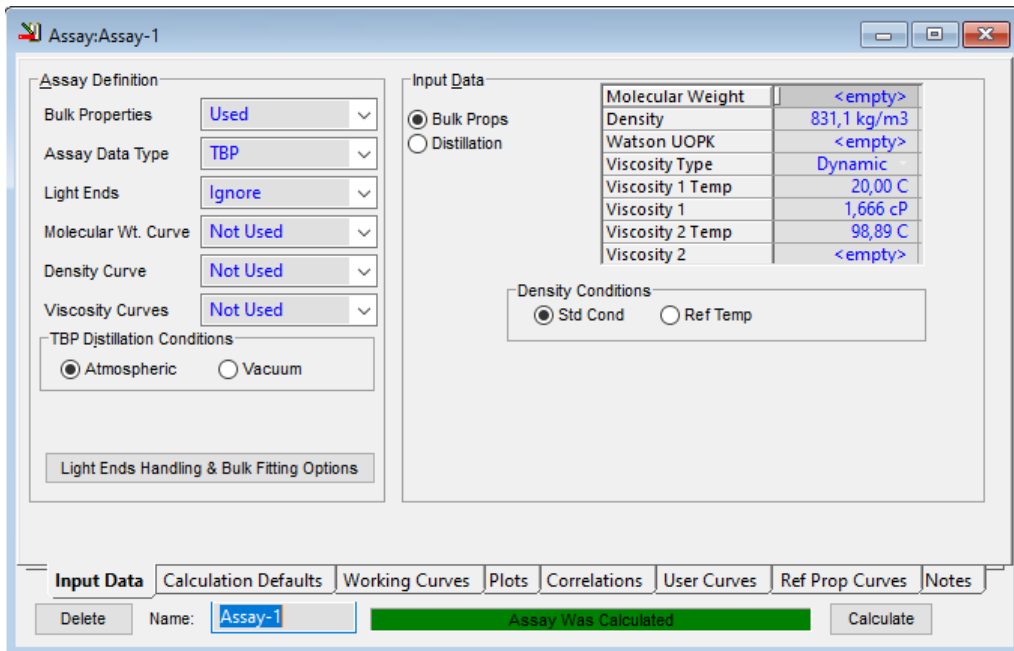 Assay:Assay-1
Assay Definition
Bulk Properties Used
Assay Data Type TBP
Light Ends Ignore
Molecular Wt. Curve Not Used
Density Curve Not Used
Viscosity Curves Not Used
TBP Distillation Conditions
Atmospheric Vacuum
Light Ends Handling & Bulk Fitting Options
Input Data
Bulk Props
Distillation
Molecular Weight <empty>
Density 831,1 kg/m3
Watson UOPK <empty>
Viscosity Type Dynamic
Viscosity 1 Temp 20,00 C
Viscosity 1 1,666 cP
Viscosity 2 Temp 98,89 C
Viscosity 2 <empty>
Density Conditions
Std Cond Ref Temp
Input Data Calculation Defaults Working Curves Plots Correlations User Curves Ref Prop Curves Notes
Delete Name: Assay-1 Assay Was Calculated Calculate